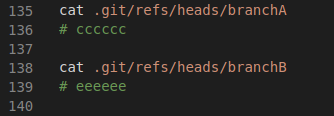 135 cat .git/refs/heads/branchA
136 # cccccc
137
138 cat .git/refs/heads/branchB
139 # eeeeee
140